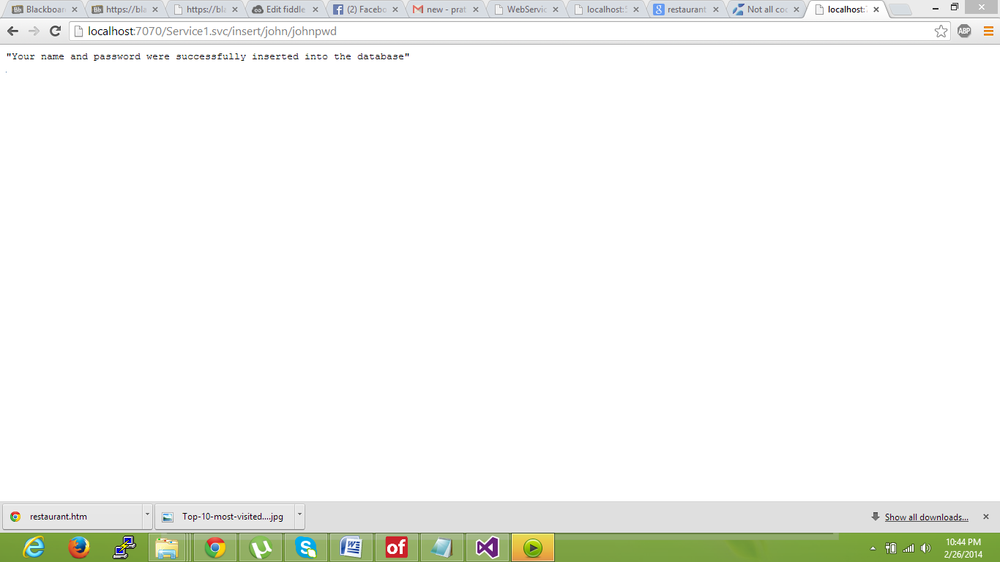 Blackboar
https://bla
https://bla
Edit fiddle
(2) Facebo
new - prat
WebServic
localhost:5
restaurant
Not all coc
localhost:7
localhost:7070/Service1.svc/insert/john/johnpwd
ABP
"Your name and password were successfully inserted into the database"
restaurant.htm
Top-10-most-visited....jpg
Show all downloads...
of
10:44 PM
2/26/2014